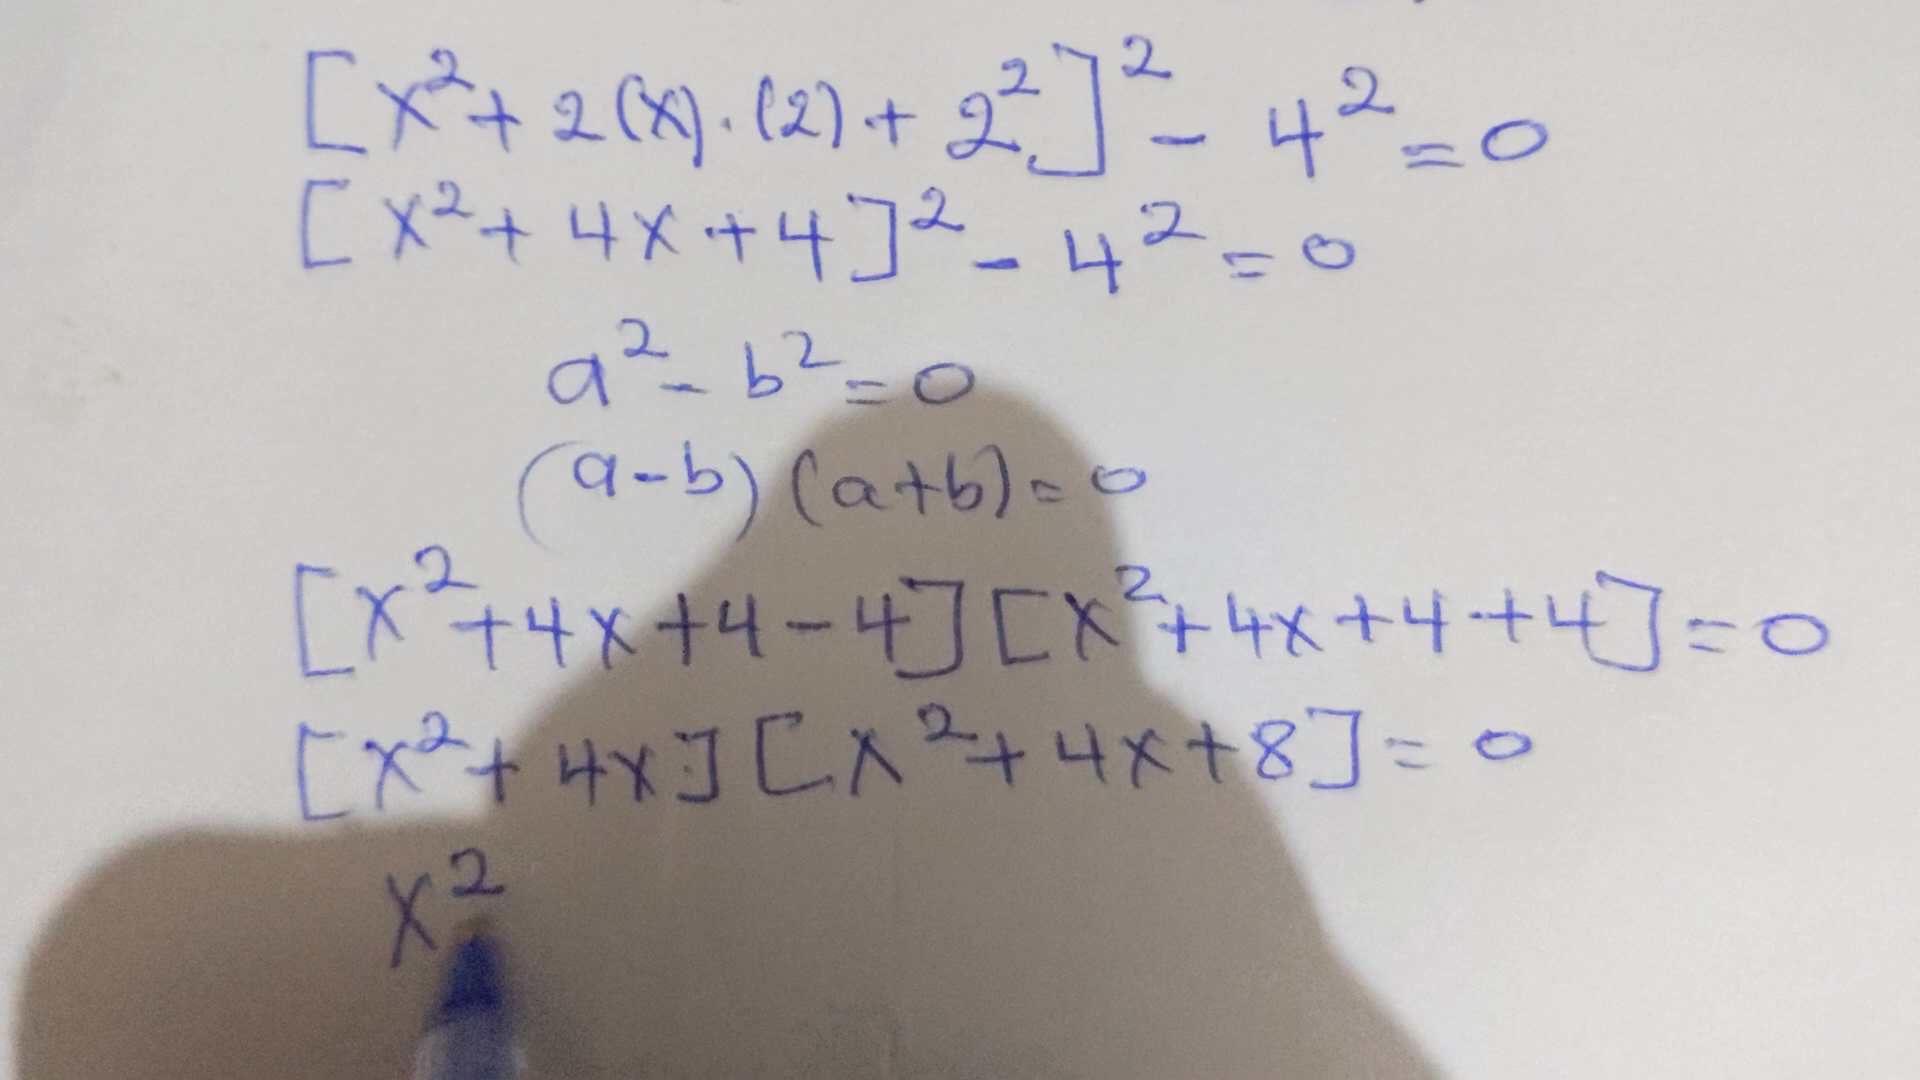 [x²+2(x).(2)+2²]²-4²=0
[x²+4x+4]²-4²=0
a²-b²=0
(a-b)(a+b)=0
[x²+4x+4-4][x²+4x+4+4]=0
[x²+4x][x²+4x+8]=0
x²